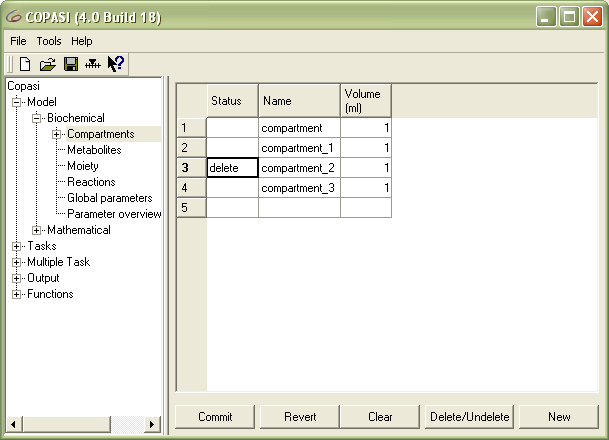 COPASI (4.0 Build 18)
File Tools Help
Copasi
Model
Biochemical
Compartments
Metabolites
Moiety
Reactions
Global parameters
Parameter overview
Mathematical
Tasks
Multiple Task
Output
Functions
Status Name Volume (ml)
1 compartment 1
2 compartment_1 1
3 delete compartment_2 1
4 compartment_3 1
5
Commit Revert Clear Delete/Undelete New